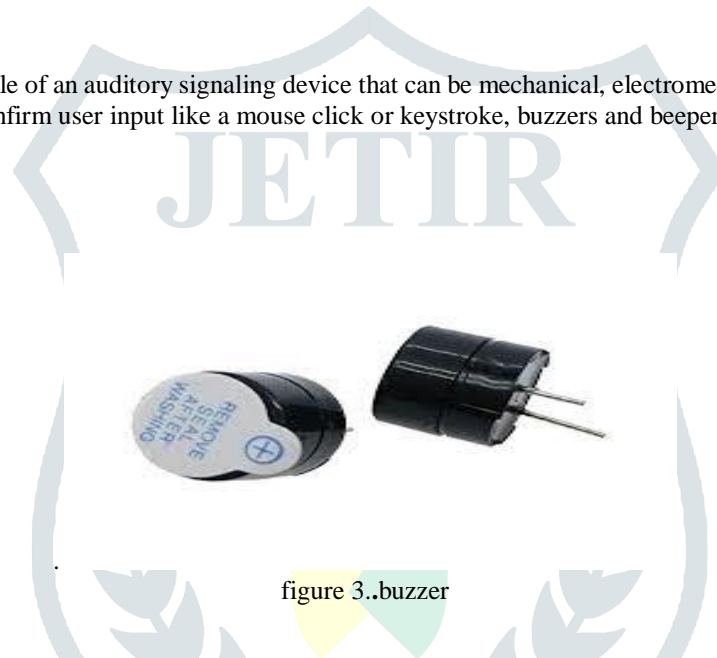 le of an auditory signaling device that can be mechanical, electrome
nfirm user input like a mouse click or keystroke, buzzers and beeper
JETIR
REMOVE
SEAL
AFTER
WASHING
.
figure 3..buzzer